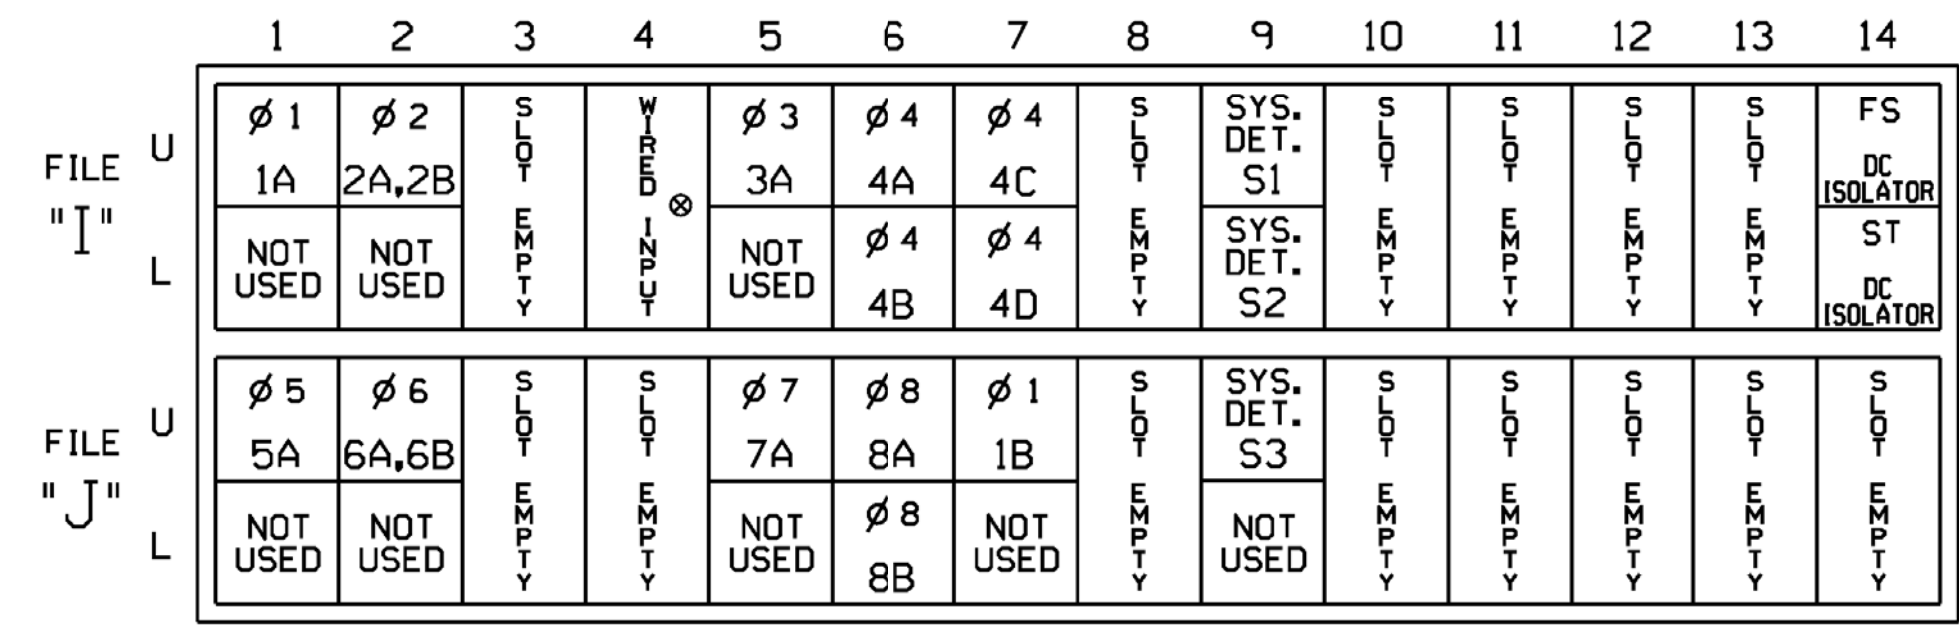 1 2 3 4 5 6 7 8 9 10 11 12 13 14
FILE "I"
U
ø 1 1A
ø 2 2A,2B
SLOT EMPTY
WIRED INPUT ⊗
ø 3 3A
ø 4 4A
ø 4 4C
SLOT EMPTY
SYS. DET. S1
SLOT EMPTY
SLOT EMPTY
SLOT EMPTY
SLOT EMPTY
FS DC ISOLATOR
L
NOT USED
NOT USED
NOT USED
ø 4 4B
ø 4 4D
SYS. DET. S2
ST DC ISOLATOR
FILE "J"
U
ø 5 5A
ø 6 6A,6B
SLOT EMPTY
SLOT EMPTY
ø 7 7A
ø 8 8A
ø 1 1B
SLOT EMPTY
SYS. DET. S3
SLOT EMPTY
SLOT EMPTY
SLOT EMPTY
SLOT EMPTY
SLOT EMPTY
L
NOT USED
NOT USED
NOT USED
ø 8 8B
NOT USED
NOT USED